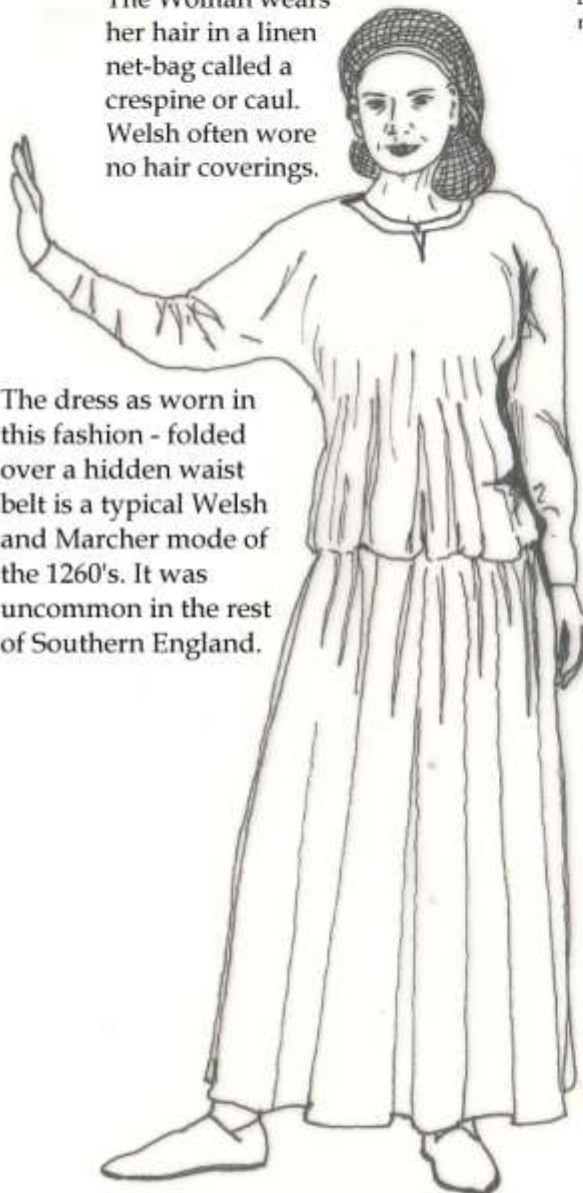 The Woman wears
her hair in a linen
net-bag called a
crespine or caul.
Welsh often wore
no hair coverings.
The dress as worn in
this fashion - folded
over a hidden waist
belt is a typical Welsh
and Marcher mode of
the 1260's. It was
uncommon in the rest
of Southern England.